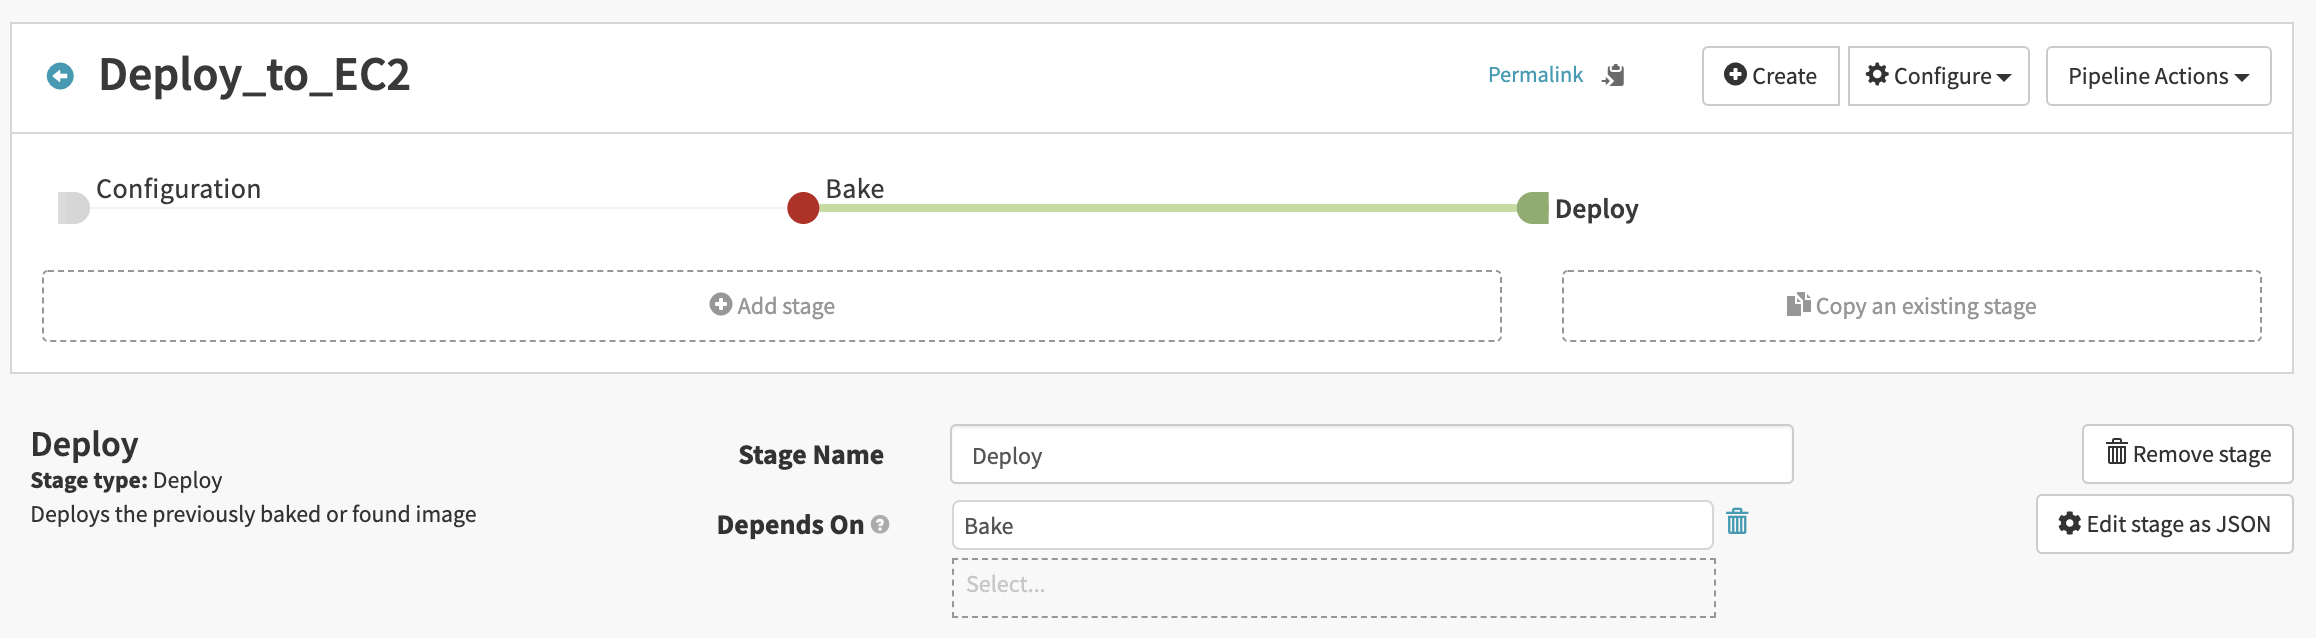 Deploy_to_EC2
Permalink
Create
Configure
Pipeline Actions
Configuration
Bake
Deploy
Add stage
Copy an existing stage
Deploy
Stage type: Deploy
Deploys the previously baked or found image
Stage Name
Deploy
Remove stage
Depends On ?
Bake
Edit stage as JSON
Select...